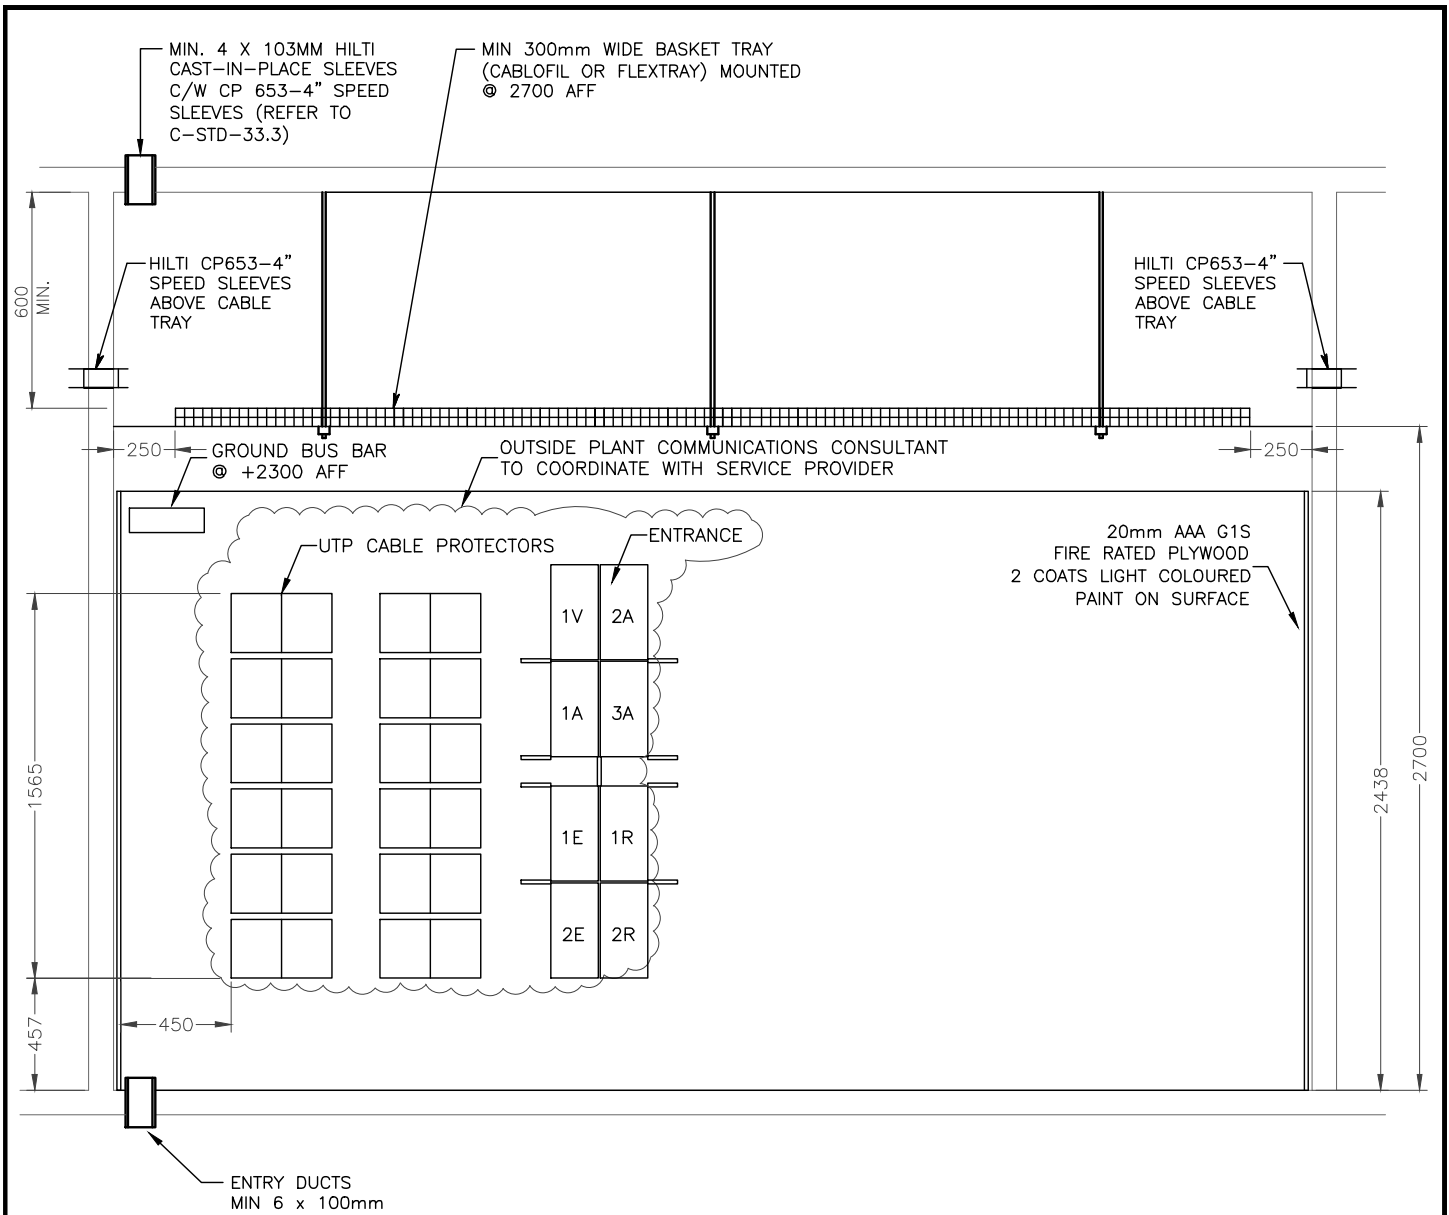 MIN. 4 X 103MM HILTI
CAST-IN-PLACE SLEEVES
C/W CP 653-4" SPEED
SLEEVES (REFER TO
C-STD-33.3)
MIN 300mm WIDE BASKET TRAY
(CABLOFIL OR FLEXTRAY) MOUNTED
@ 2700 AFF
600
MIN.
HILTI CP653-4"
SPEED SLEEVES
ABOVE CABLE
TRAY
HILTI CP653-4"
SPEED SLEEVES
ABOVE CABLE
TRAY
250
GROUND BUS BAR
@ +2300 AFF
OUTSIDE PLANT COMMUNICATIONS CONSULTANT
TO COORDINATE WITH SERVICE PROVIDER
250
UTP CABLE PROTECTORS
ENTRANCE
20mm AAA G1S
FIRE RATED PLYWOOD
2 COATS LIGHT COLOURED
PAINT ON SURFACE
1V
2A
1A
3A
1E
1R
2E
2R
1565
2438
2700
457
450
ENTRY DUCTS
MIN 6 x 100mm